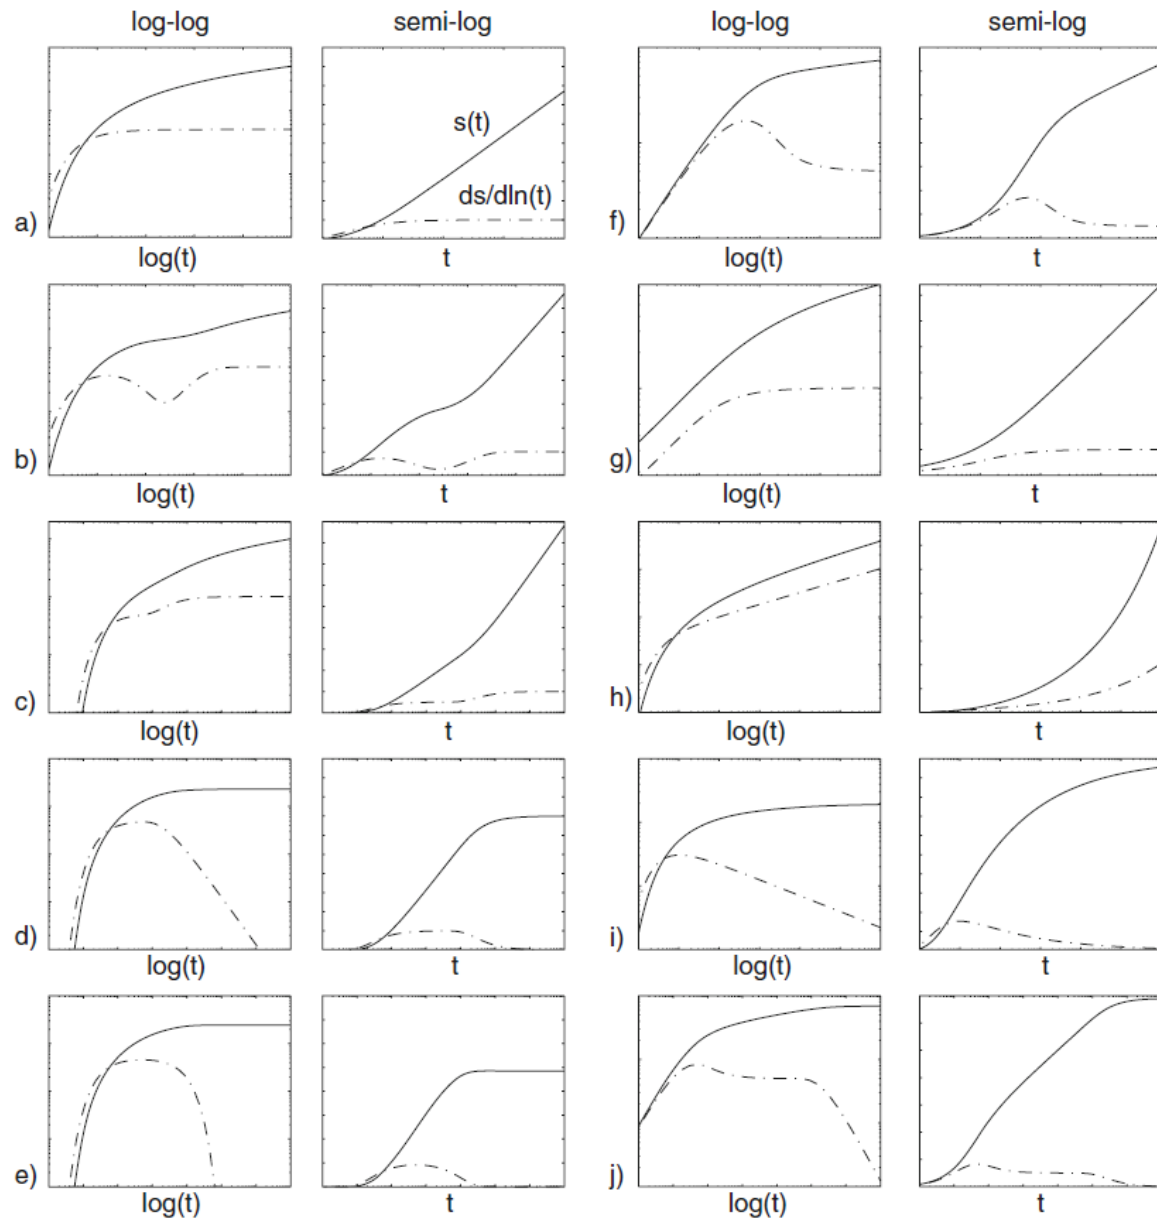 log-log semi-log log-log semi-log
s(t)
ds/dln(t)
a) f)
log(t) t log(t) t
b) g)
log(t) t log(t) t
c) h)
log(t) t log(t) t
d) i)
log(t) t log(t) t
e) j)
log(t) t log(t) t